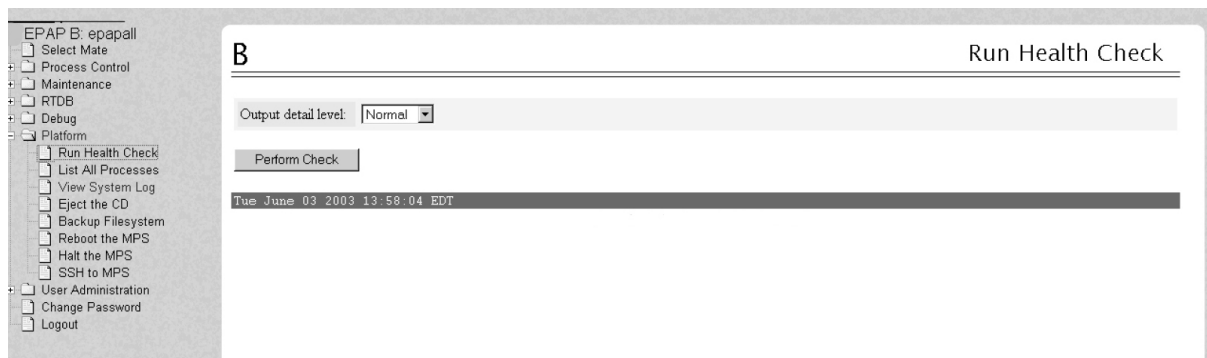 EPAP B: epapall
Select Mate
Process Control
Maintenance
RTDB
Debug
Platform
Run Health Check
List All Processes
View System Log
Eject the CD
Backup Filesystem
Reboot the MPS
Halt the MPS
SSH to MPS
User Administration
Change Password
Logout
B
Run Health Check
Output detail level: Normal
Perform Check
Tue June 03 2003 13:58:04 EDT